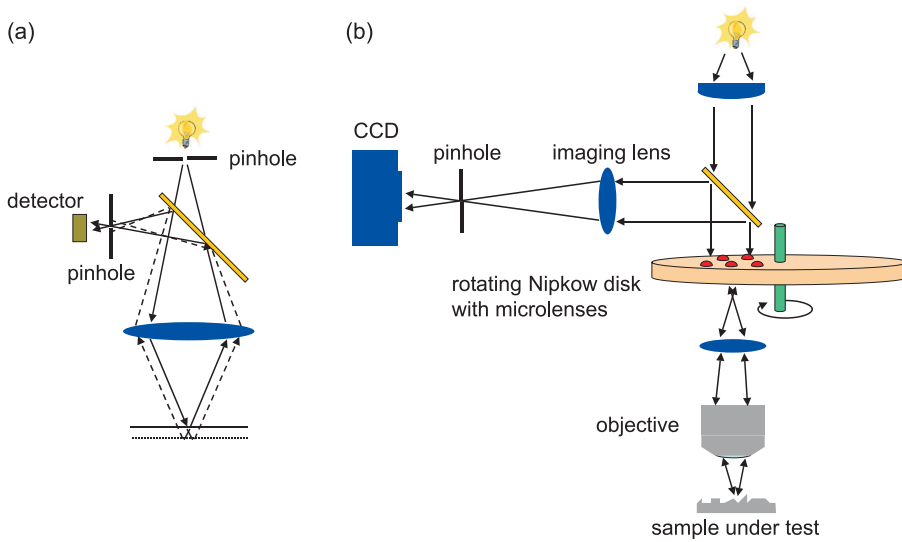 (a)
pinhole
detector
pinhole
(b)
CCD
pinhole
imaging lens
rotating Nipkow disk
with microlenses
objective
sample under test